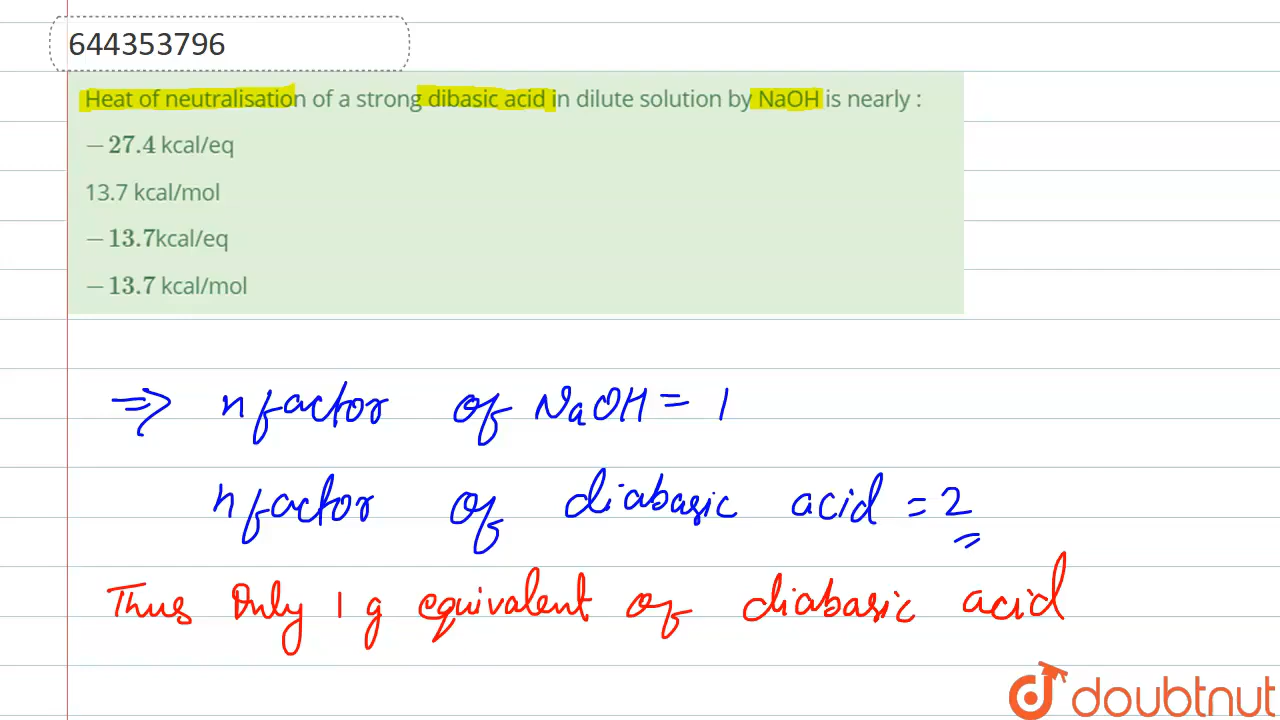 644353796
Heat of neutralisation of a strong dibasic acid in dilute solution by NaOH is nearly :
−27.4 kcal/eq
13.7 kcal/mol
−13.7kcal/eq
−13.7 kcal/mol
⇒ n factor of NaOH = 1
n factor of diabasic acid = 2
Thus Only 1 g equivalent of diabasic acid
doubtnut